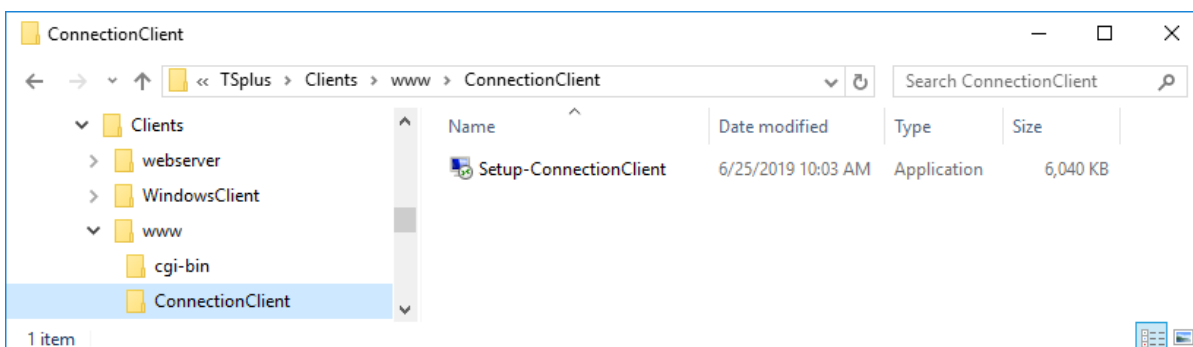 ConnectionClient
« TSplus > Clients > www > ConnectionClient
Search ConnectionClient
Clients
webserver
WindowsClient
www
cgi-bin
ConnectionClient
Name Date modified Type Size
Setup-ConnectionClient 6/25/2019 10:03 AM Application 6,040 KB
1 item